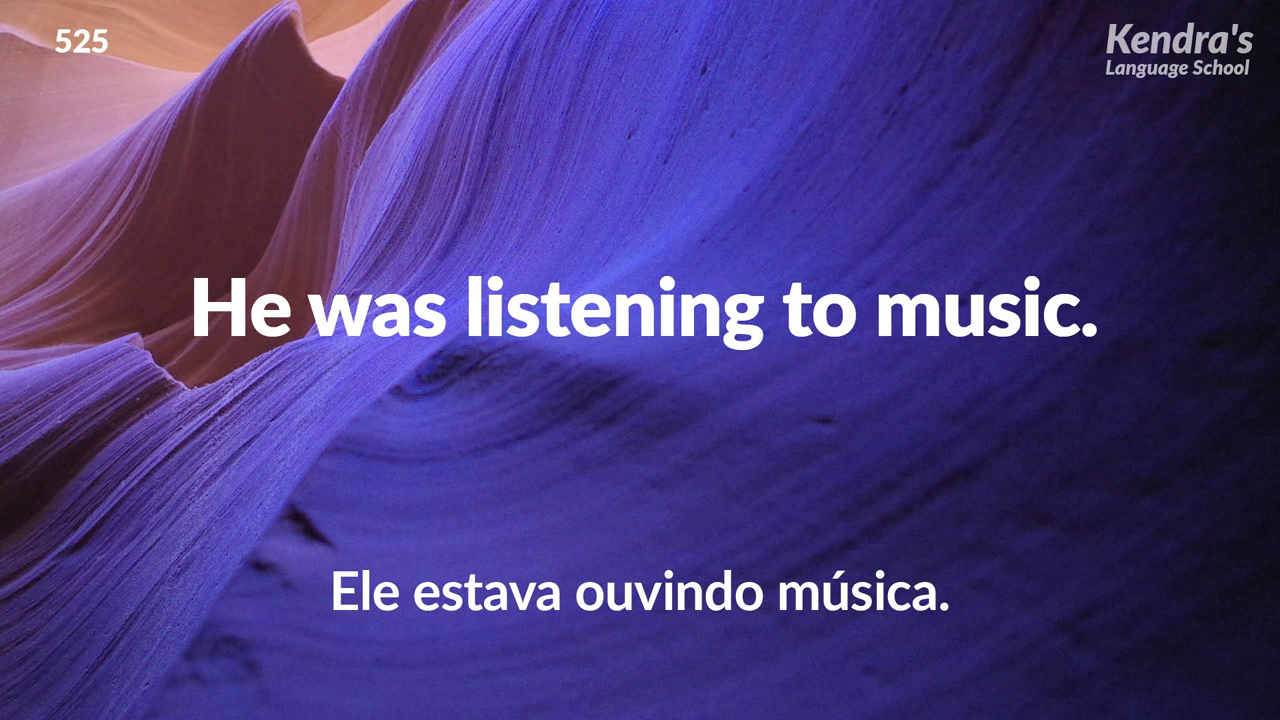 525
Kendra's
Language School
He was listening to music.
Ele estava ouvindo música.